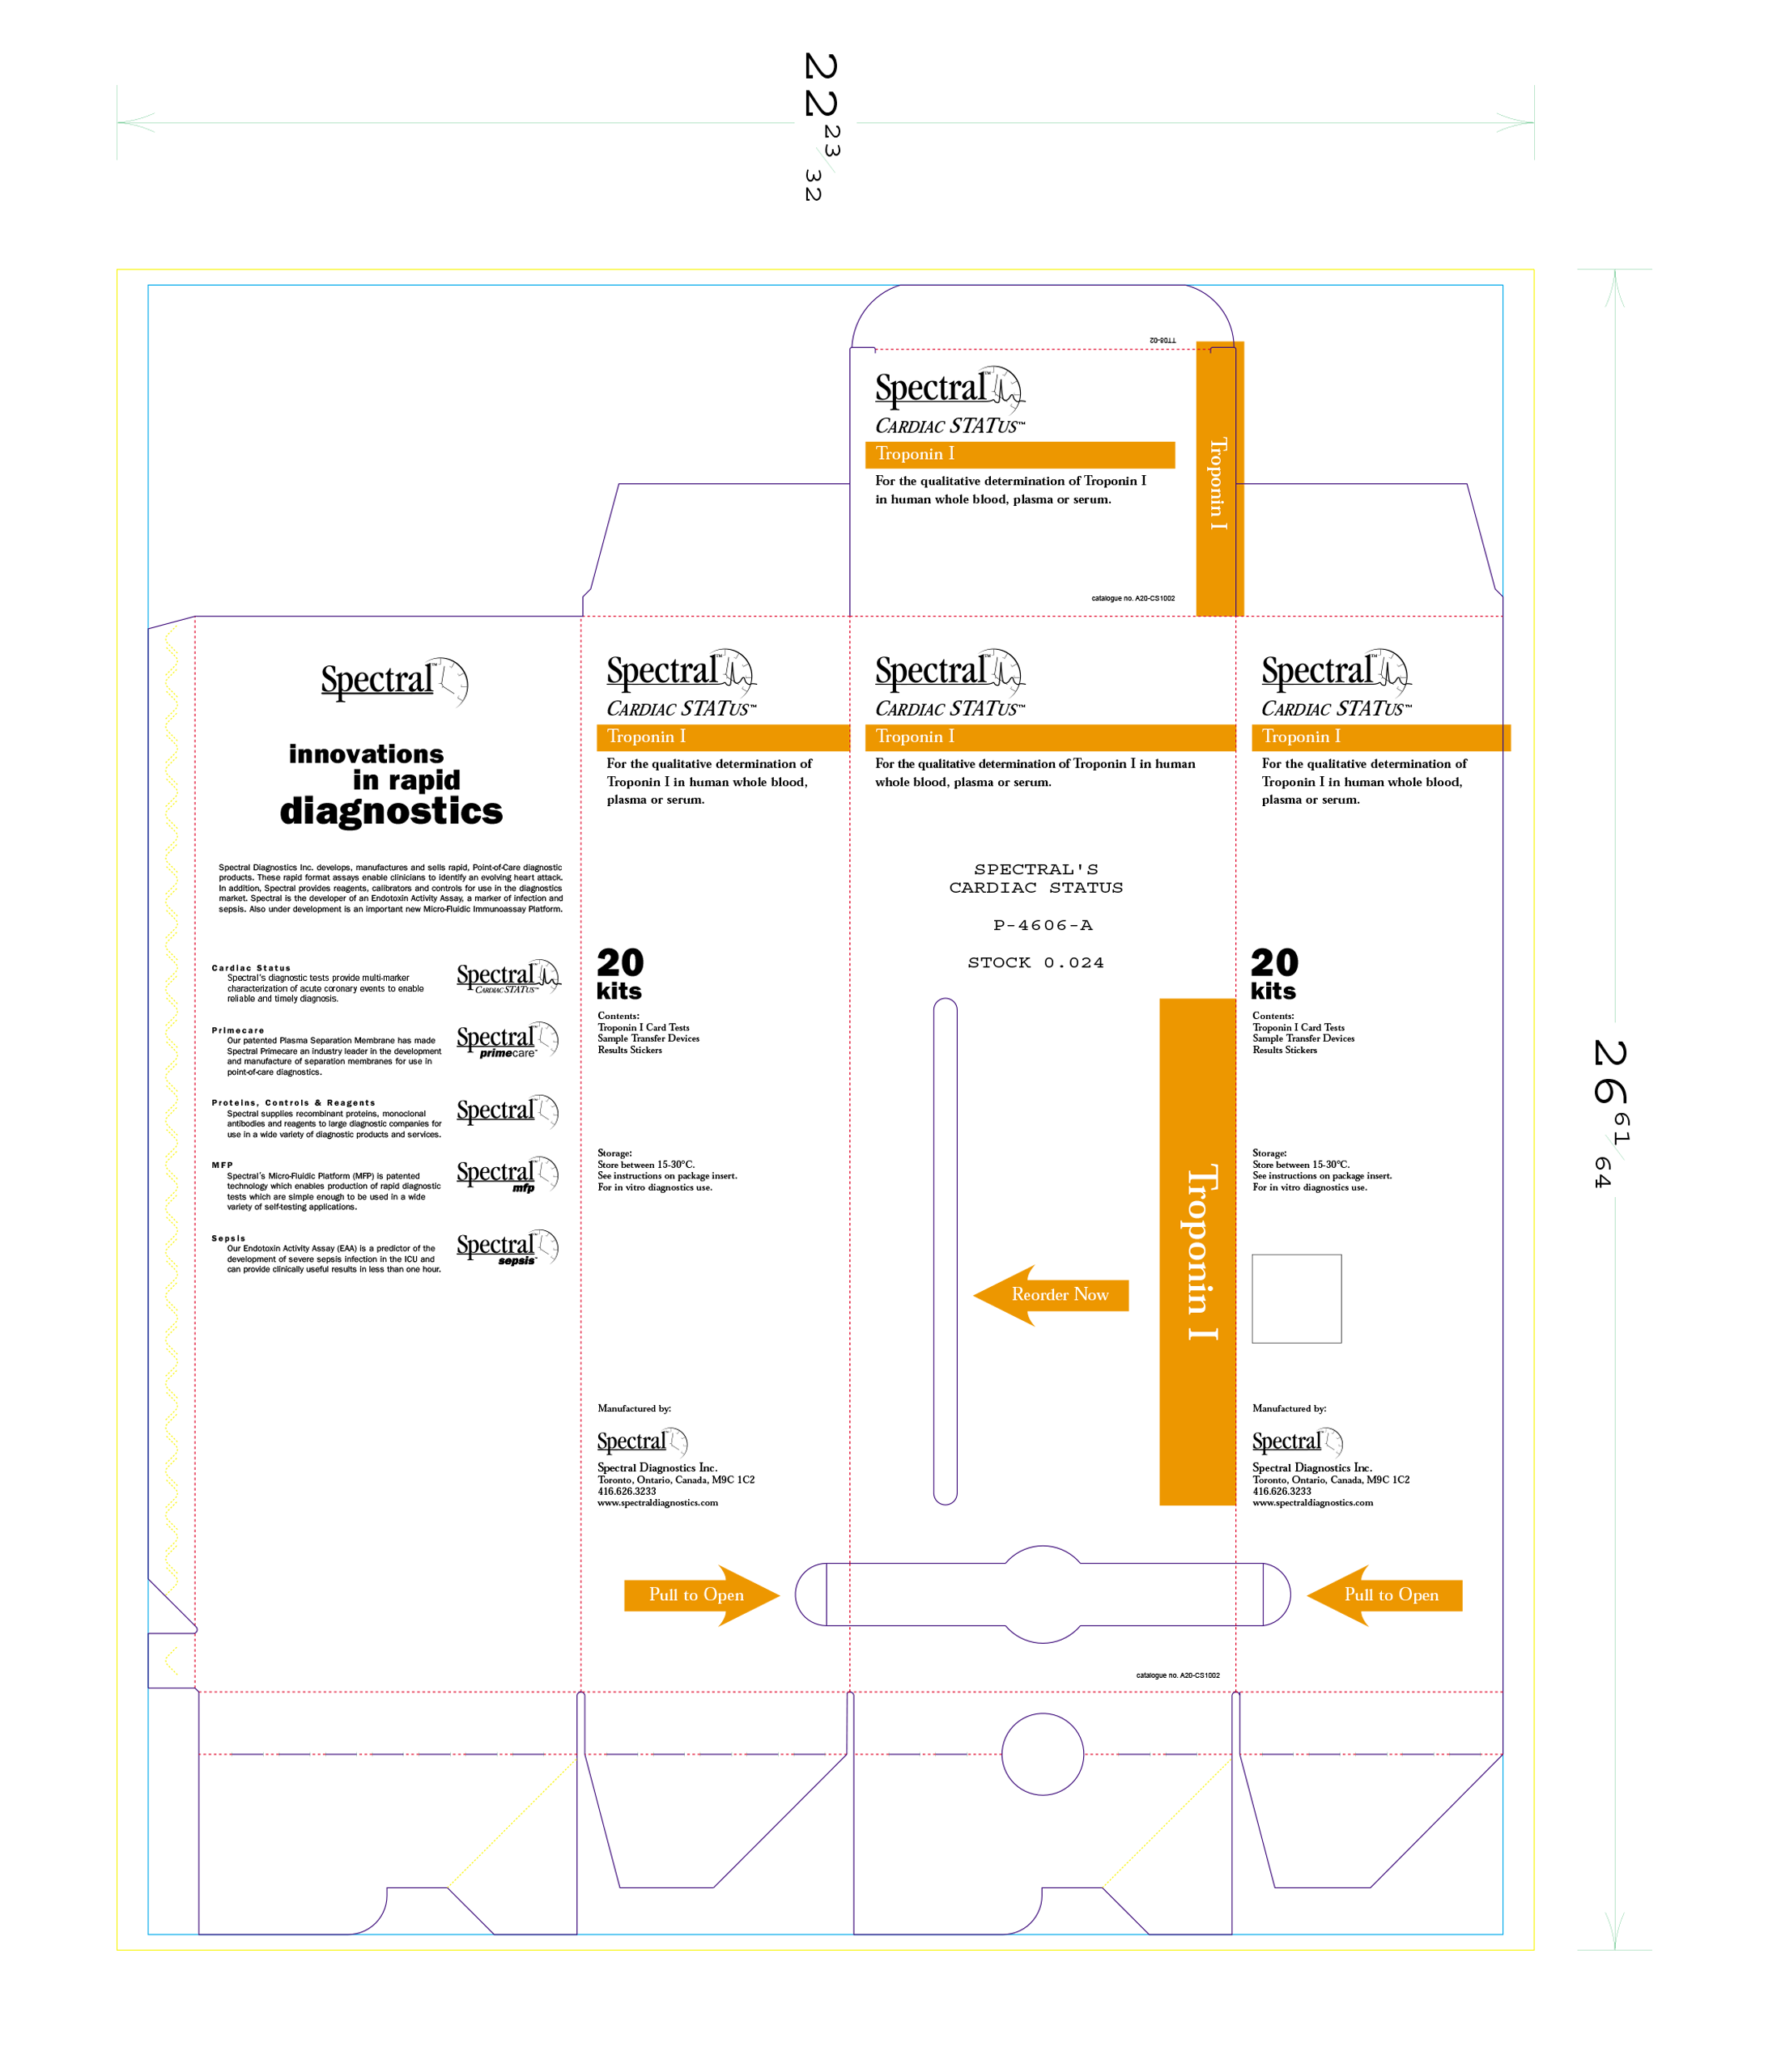 22 23/32
TT08-02
Spectral™
CARDIAC STATUS™
Troponin I
For the qualitative determination of Troponin I
in human whole blood, plasma or serum.
catalogue no. A20-CS1002
Troponin I
Spectral™
innovations
in rapid
diagnostics
Spectral Diagnostics Inc. develops, manufactures and sells rapid, Point-of-Care diagnostic
products. These rapid format assays enable clinicians to identify an evolving heart attack.
In addition, Spectral provides reagents, calibrators and controls for use in the diagnostics
market. Spectral is the developer of an Endotoxin Activity Assay, a marker of infection and
sepsis. Also under development is an important new Micro-Fluidic Immunoassay Platform.
Cardiac Status
Spectral's diagnostic tests provide multi-marker
characterization of acute coronary events to enable
reliable and timely diagnosis.
Spectral™
CARDIAC STATUS™
Primecare
Our patented Plasma Separation Membrane has made
Spectral Primecare an industry leader in the development
and manufacture of separation membranes for use in
point-of-care diagnostics.
Spectral™
primecare™
Proteins, Controls & Reagents
Spectral supplies recombinant proteins, monoclonal
antibodies and reagents to large diagnostic companies for
use in a wide variety of diagnostic products and services.
Spectral™
MFP
Spectral's Micro-Fluidic Platform (MFP) is patented
technology which enables production of rapid diagnostic
tests which are simple enough to be used in a wide
variety of self-testing applications.
Spectral™
mfp
Sepsis
Our Endotoxin Activity Assay (EAA) is a predictor of the
development of severe sepsis infection in the ICU and
can provide clinically useful results in less than one hour.
Spectral™
sepsis™
Spectral™
CARDIAC STATUS™
Troponin I
For the qualitative determination of
Troponin I in human whole blood,
plasma or serum.
20
kits
Contents:
Troponin I Card Tests
Sample Transfer Devices
Results Stickers
Storage:
Store between 15-30°C.
See instructions on package insert.
For in vitro diagnostics use.
Manufactured by:
Spectral™
Spectral Diagnostics Inc.
Toronto, Ontario, Canada, M9C 1C2
416.626.3233
www.spectraldiagnostics.com
Pull to Open
Spectral™
CARDIAC STATUS™
Troponin I
For the qualitative determination of Troponin I in human
whole blood, plasma or serum.
SPECTRAL'S
CARDIAC STATUS
P-4606-A
STOCK 0.024
Reorder Now
Troponin I
catalogue no. A20-CS1002
Spectral™
CARDIAC STATUS™
Troponin I
For the qualitative determination of
Troponin I in human whole blood,
plasma or serum.
20
kits
Contents:
Troponin I Card Tests
Sample Transfer Devices
Results Stickers
Storage:
Store between 15-30°C.
See instructions on package insert.
For in vitro diagnostics use.
Manufactured by:
Spectral™
Spectral Diagnostics Inc.
Toronto, Ontario, Canada, M9C 1C2
416.626.3233
www.spectraldiagnostics.com
Pull to Open
26 61/64